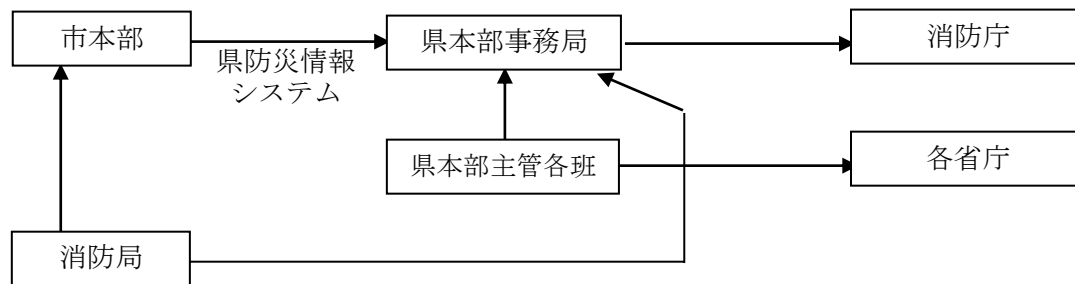 市本部
県本部事務局
消防庁
県防災情報
システム
県本部主管各班
各省庁
消防局